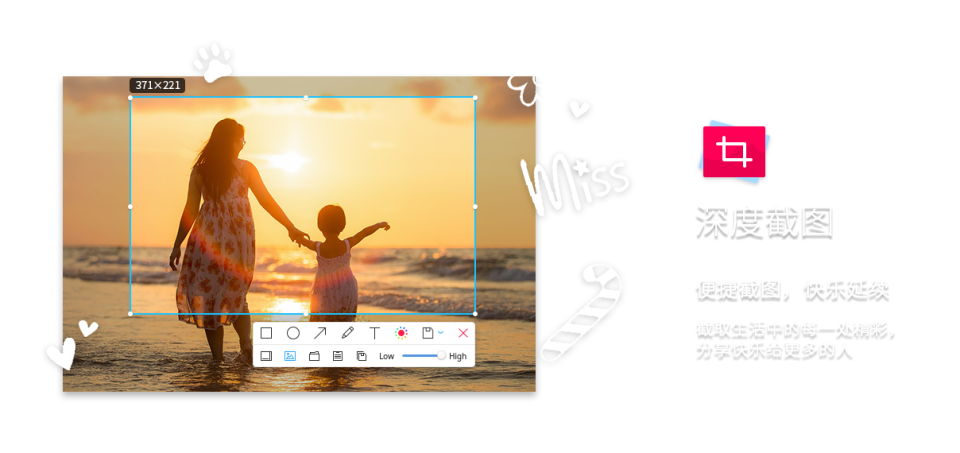 371×221
Miss
Low
High
深度截图
便捷截图，快乐延续
截取生活中的每一处精彩，
分享快乐给更多的人